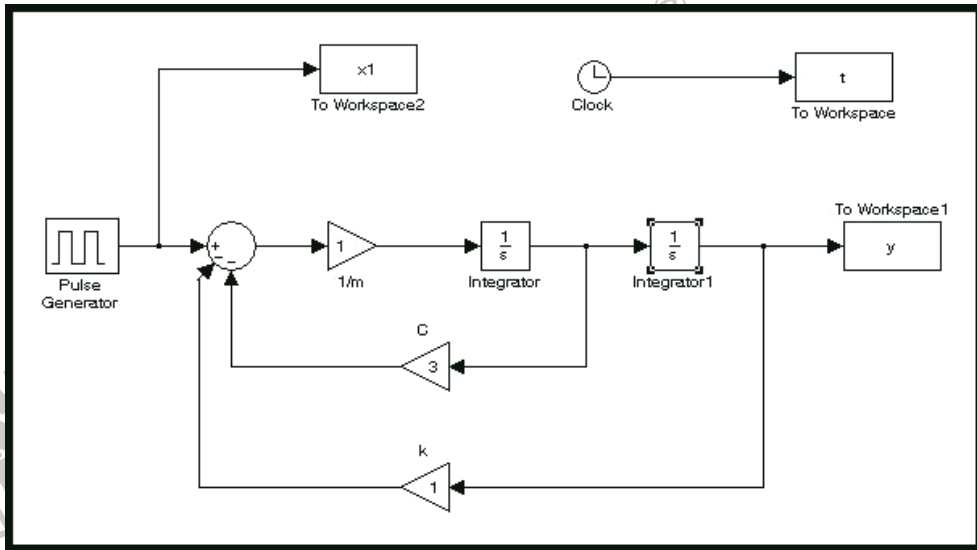 x1
To Workspace2
Clock
t
To Workspace
Pulse
Generator
+
−
−
1
1/m
1
s
Integrator
1
s
Integrator1
To Workspace1
y
C
3
k
1